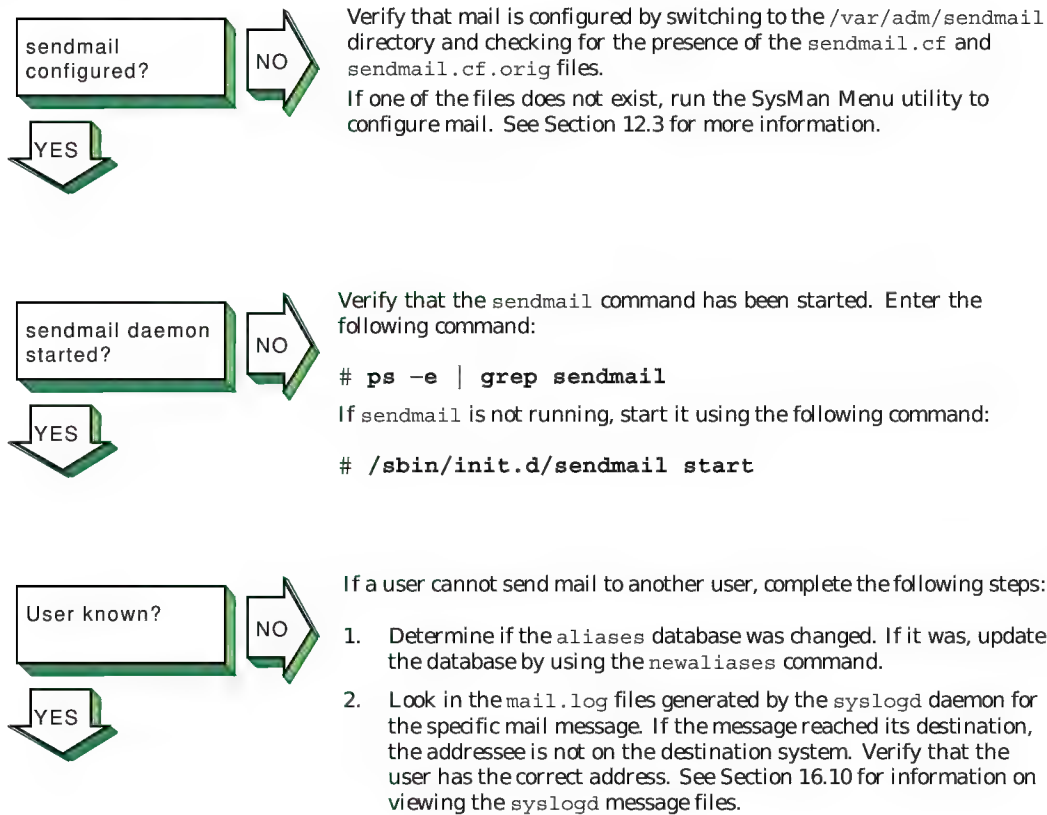 sendmail
configured?
NO
YES
Verify that mail is configured by switching to the /var/adm/sendmail
directory and checking for the presence of the sendmail.cf and
sendmail.cf.orig files.
If one of the files does not exist, run the SysMan Menu utility to
configure mail. See Section 12.3 for more information.
sendmail daemon
started?
NO
YES
Verify that the sendmail command has been started. Enter the
following command:
# ps −e | grep sendmail
If sendmail is not running, start it using the following command:
# /sbin/init.d/sendmail start
User known?
NO
YES
If a user cannot send mail to another user, complete the following steps:
1. Determine if the aliases database was changed. If it was, update
the database by using the newaliases command.
2. Look in the mail.log files generated by the syslogd daemon for
the specific mail message. If the message reached its destination,
the addressee is not on the destination system. Verify that the
user has the correct address. See Section 16.10 for information on
viewing the syslogd message files.